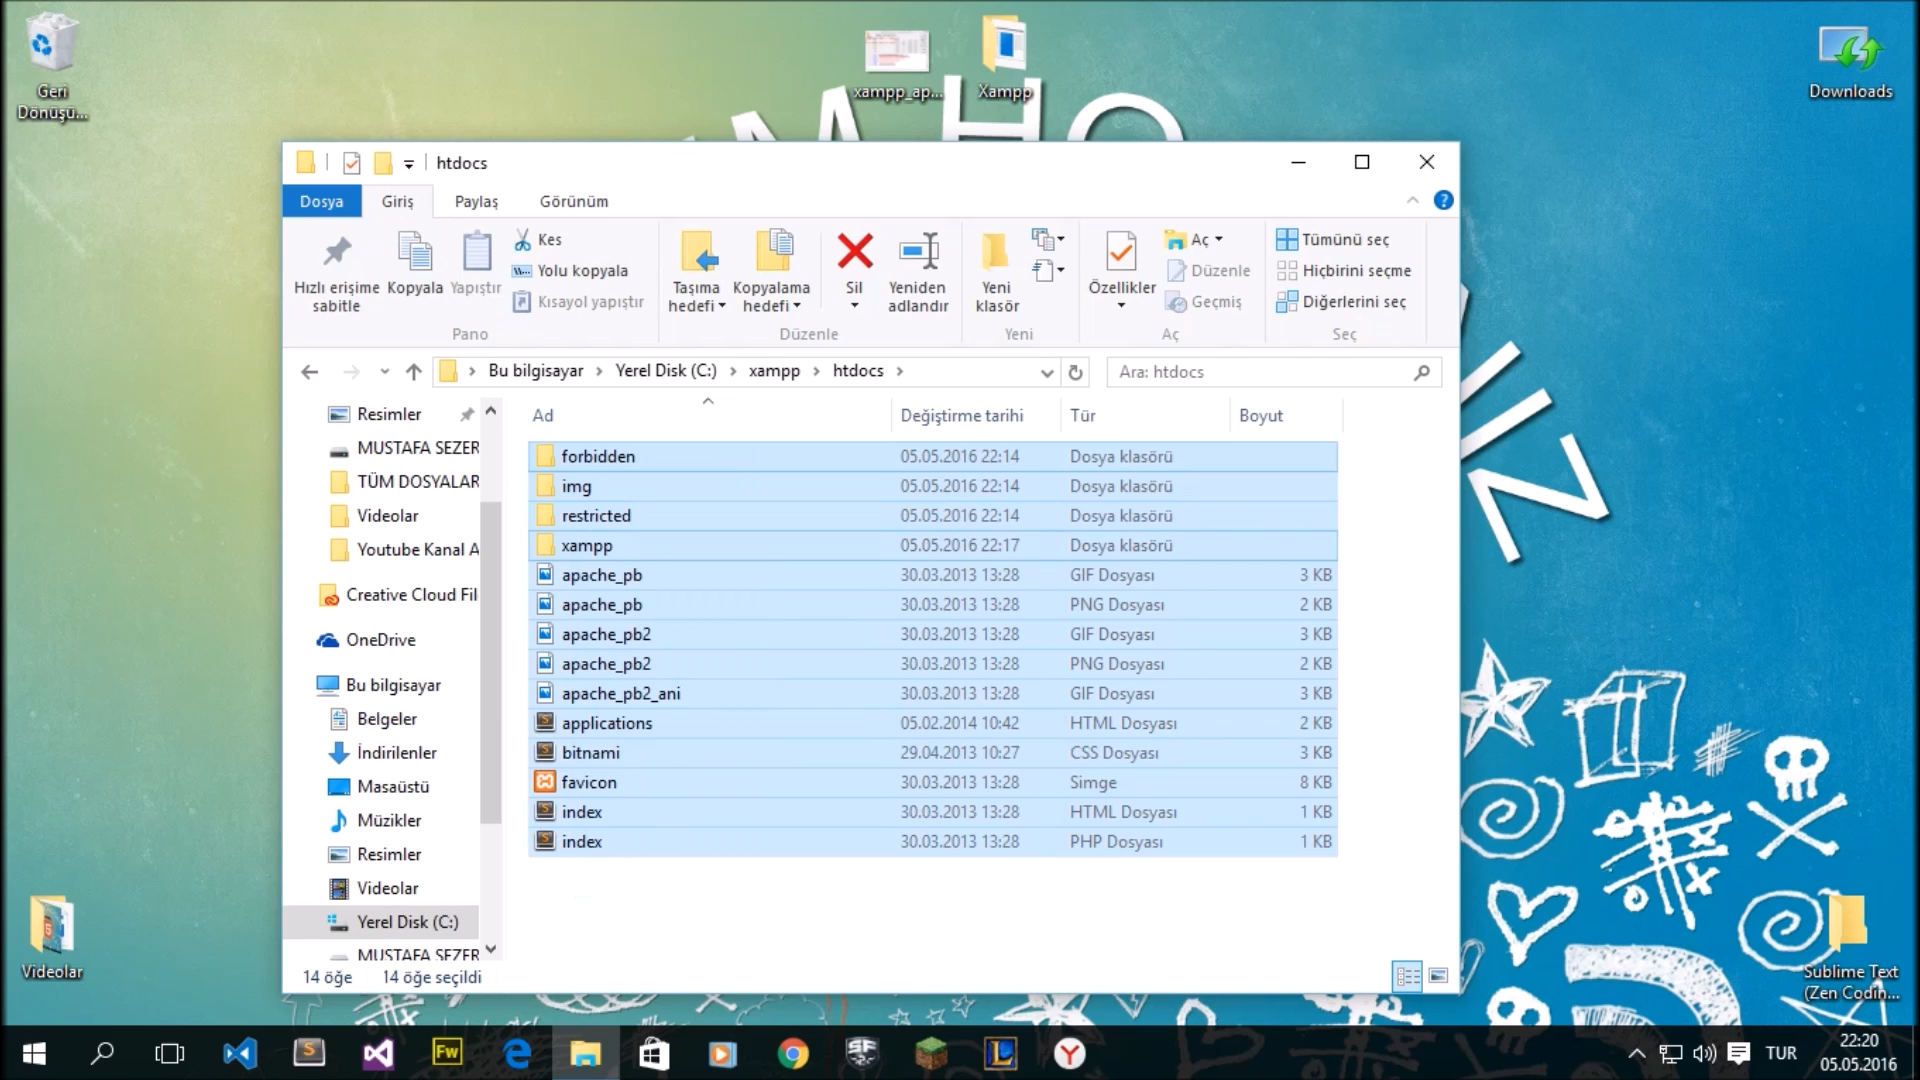 Geri
Dönüşü...
xampp_ap...
Xampp
Downloads
htdocs
Dosya
Giriş
Paylaş
Görünüm
Hızlı erişime
sabitle
Kopyala
Yapıştır
Kes
Yolu kopyala
Kısayol yapıştır
Pano
Taşıma
hedefi
Kopyalama
hedefi
Sil
Yeniden
adlandır
Düzenle
Yeni
klasör
Yeni
Özellikler
Aç
Düzenle
Geçmiş
Aç
Tümünü seç
Hiçbirini seçme
Diğerlerini seç
Seç
Bu bilgisayar > Yerel Disk (C:) > xampp > htdocs >
Ara: htdocs
Resimler
MUSTAFA SEZER
TÜM DOSYALAR
Videolar
Youtube Kanal A
Creative Cloud Fil
OneDrive
Bu bilgisayar
Belgeler
İndirilenler
Masaüstü
Müzikler
Resimler
Videolar
Yerel Disk (C:)
MUSTAFA SEZER
Ad Değiştirme tarihi Tür Boyut
forbidden 05.05.2016 22:14 Dosya klasörü
img 05.05.2016 22:14 Dosya klasörü
restricted 05.05.2016 22:14 Dosya klasörü
xampp 05.05.2016 22:17 Dosya klasörü
apache_pb 30.03.2013 13:28 GIF Dosyası 3 KB
apache_pb 30.03.2013 13:28 PNG Dosyası 2 KB
apache_pb2 30.03.2013 13:28 GIF Dosyası 3 KB
apache_pb2 30.03.2013 13:28 PNG Dosyası 2 KB
apache_pb2_ani 30.03.2013 13:28 GIF Dosyası 3 KB
applications 05.02.2014 10:42 HTML Dosyası 2 KB
bitnami 29.04.2013 10:27 CSS Dosyası 3 KB
favicon 30.03.2013 13:28 Simge 8 KB
index 30.03.2013 13:28 HTML Dosyası 1 KB
index 30.03.2013 13:28 PHP Dosyası 1 KB
14 öğe 14 öğe seçildi
Videolar
Sublime Text
(Zen Codin...
Fw
TUR
22:20
05.05.2016